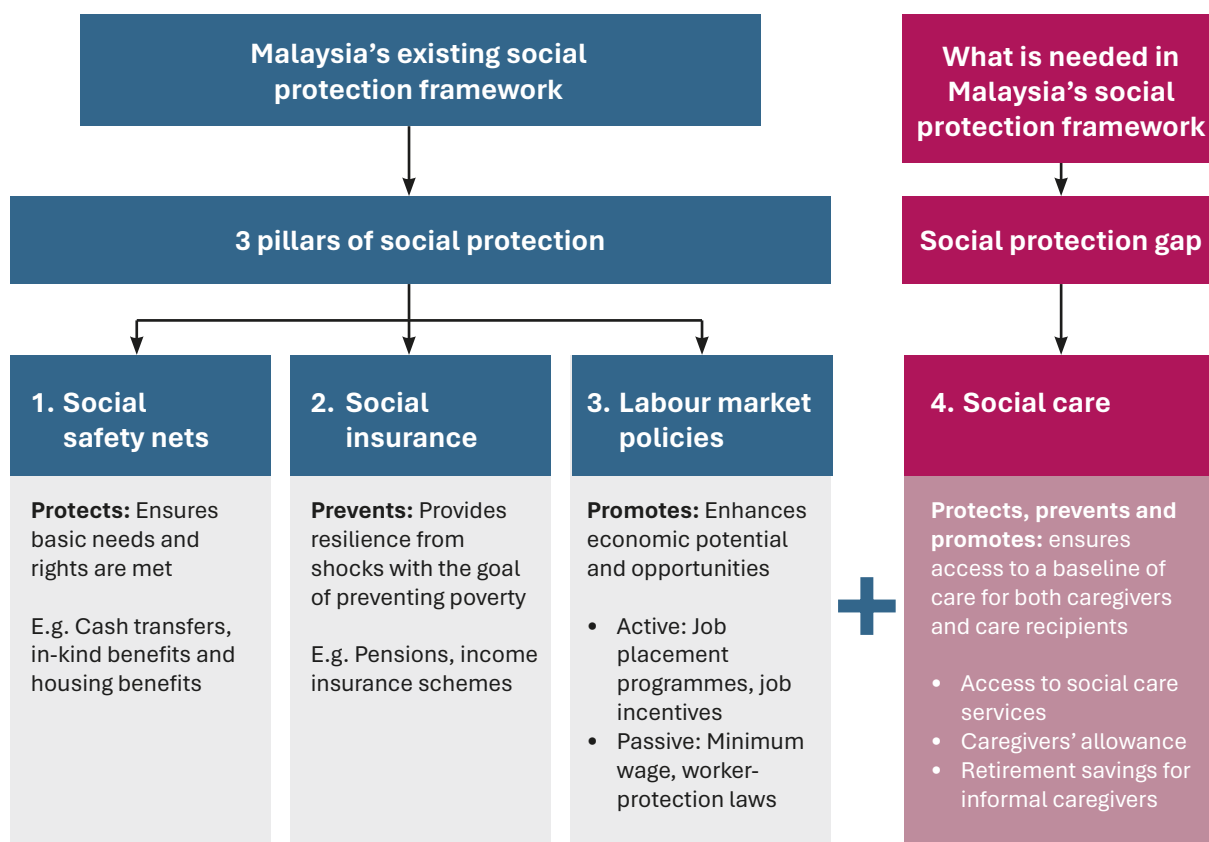 Malaysia’s existing social
protection framework
What is needed in
Malaysia’s social
protection framework
3 pillars of social protection
Social protection gap
1. Social
safety nets
Protects: Ensures
basic needs and
rights are met
E.g. Cash transfers,
in-kind benefits and
housing benefits
2. Social
insurance
Prevents: Provides
resilience from
shocks with the goal
of preventing poverty
E.g. Pensions, income
insurance schemes
3. Labour market
policies
Promotes: Enhances
economic potential
and opportunities
• Active: Job
placement
programmes, job
incentives
• Passive: Minimum
wage, worker-
protection laws
+
4. Social care
Protects, prevents and
promotes: ensures
access to a baseline of
care for both caregivers
and care recipients
• Access to social care
services
• Caregivers’ allowance
• Retirement savings for
informal caregivers